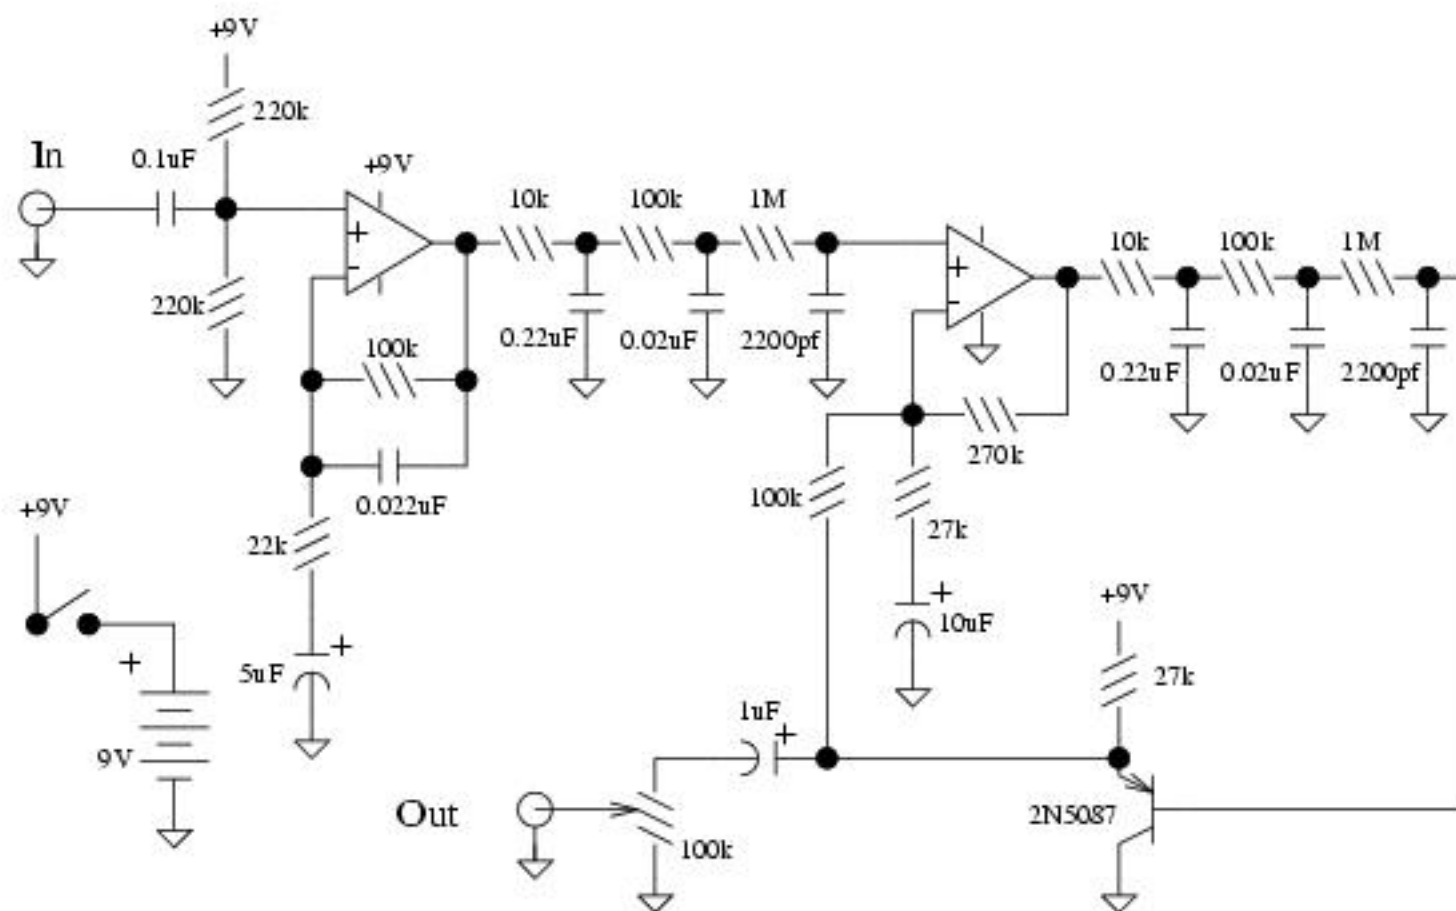 +9V
220k
In
0.1uF
+9V
10k
100k
1M
+
-
220k
100k
0.22uF
0.02uF
2200pf
0.022uF
+
-
10k
100k
1M
0.22uF
0.02uF
2200pf
270k
100k
27k
+9V
22k
+
5uF
+
10uF
+9V
27k
+
9V
1uF
+
Out
100k
2N5087